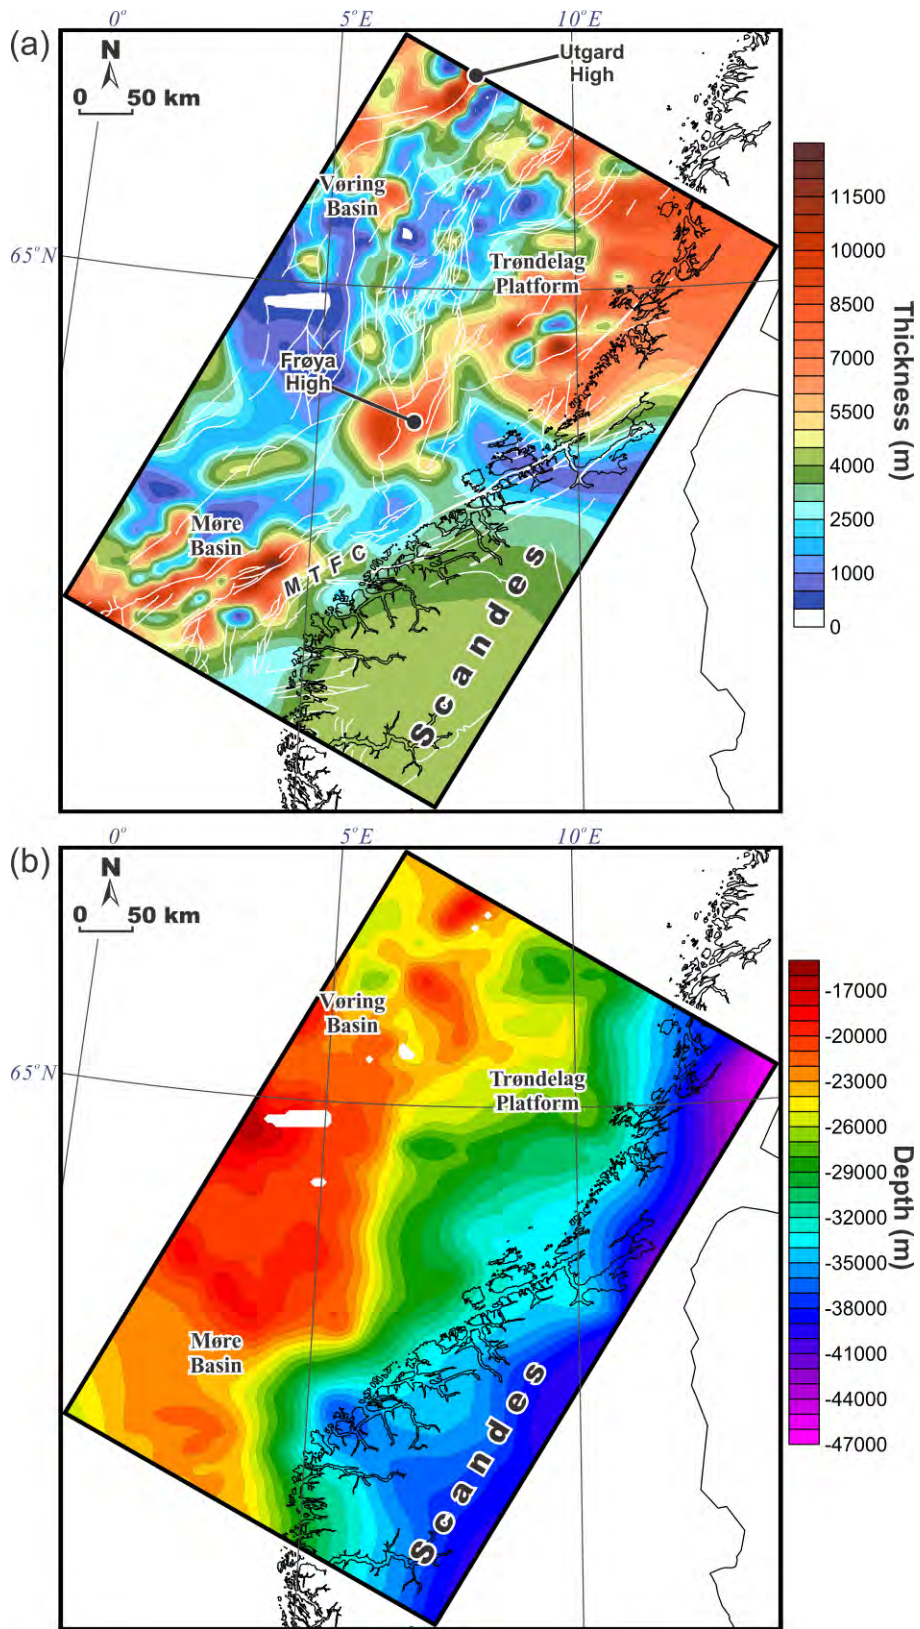 0° 5°E 10°E
(a)
N
0 50 km
Utgard
High
Vøring
Basin
65°N
Trøndelag
Platform
Frøya
High
Møre
Basin
MTFC
Scandes
11500
10000
8500
7000
5500
4000
2500
1000
0
Thickness (m)
0° 5°E 10°E
(b)
N
0 50 km
Vøring
Basin
65°N
Trøndelag
Platform
Møre
Basin
Scandes
-17000
-20000
-23000
-26000
-29000
-32000
-35000
-38000
-41000
-44000
-47000
Depth (m)